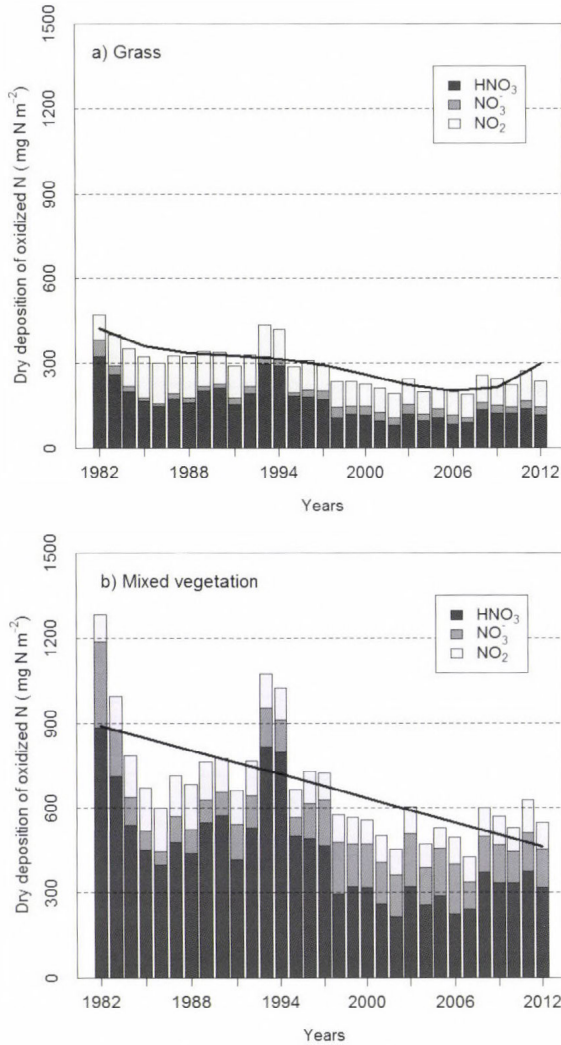 a) Grass
HNO₃
NO₃⁻
NO₂
Dry deposition of oxidized N ( mg N m⁻²)
1500
1200
900
600
300
0
1982 1988 1994 2000 2006 2012
Years
b) Mixed vegetation
HNO₃
NO₃⁻
NO₂
Dry deposition of oxidized N ( mg N m⁻²)
1500
1200
900
600
300
0
1982 1988 1994 2000 2006 2012
Years